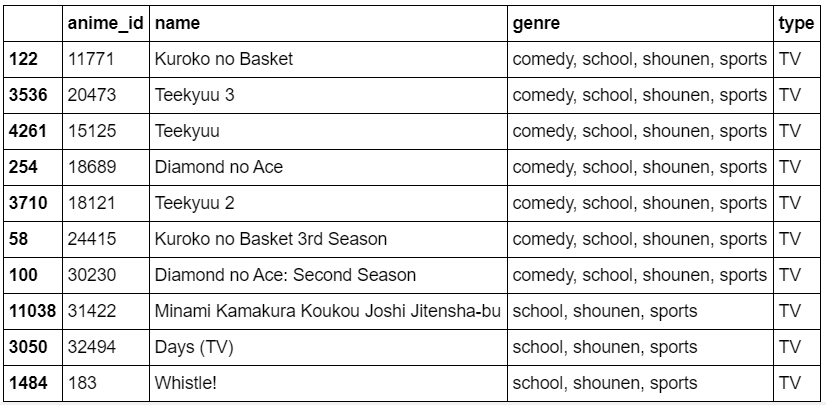 anime_id name genre type
122 11771 Kuroko no Basket comedy, school, shounen, sports TV
3536 20473 Teekyuu 3 comedy, school, shounen, sports TV
4261 15125 Teekyuu comedy, school, shounen, sports TV
254 18689 Diamond no Ace comedy, school, shounen, sports TV
3710 18121 Teekyuu 2 comedy, school, shounen, sports TV
58 24415 Kuroko no Basket 3rd Season comedy, school, shounen, sports TV
100 30230 Diamond no Ace: Second Season comedy, school, shounen, sports TV
11038 31422 Minami Kamakura Koukou Joshi Jitensha-bu school, shounen, sports TV
3050 32494 Days (TV) school, shounen, sports TV
1484 183 Whistle! school, shounen, sports TV